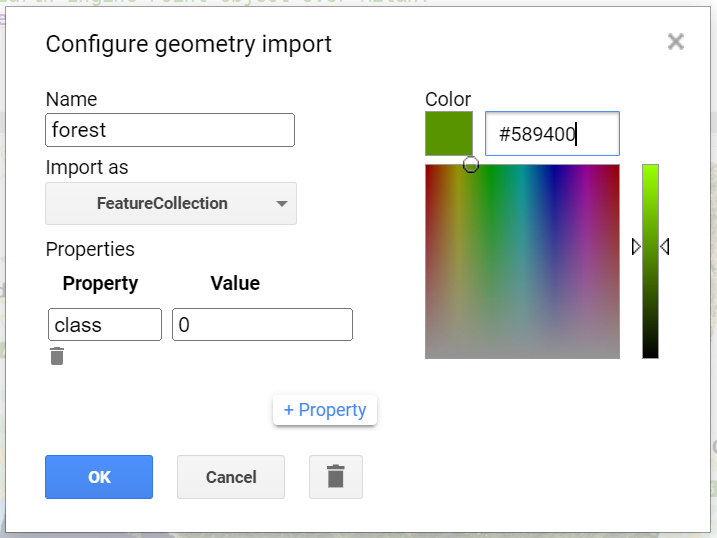 Configure geometry import
Name
forest
Import as
FeatureCollection
Properties
Property Value
class 0
+ Property
OK Cancel
Color
#589400